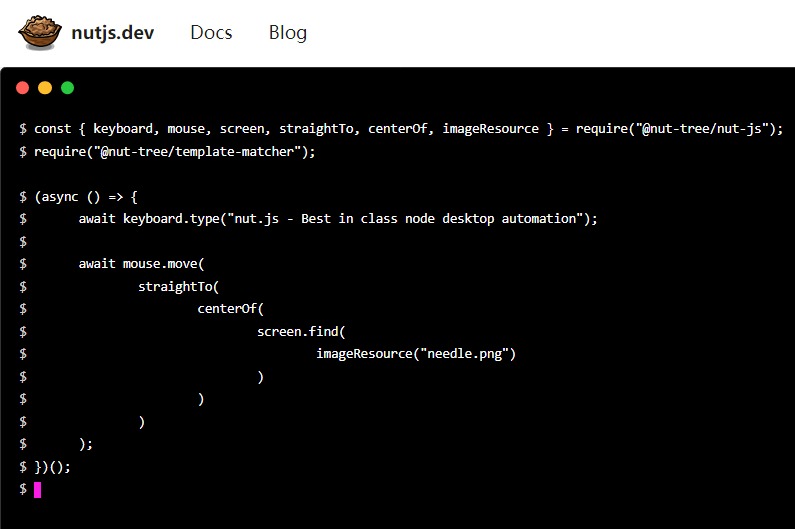 nutjs.dev Docs Blog
$ const { keyboard, mouse, screen, straightTo, centerOf, imageResource } = require("@nut-tree/nut-js");
$ require("@nut-tree/template-matcher");
$ (async () => {
$ await keyboard.type("nut.js - Best in class node desktop automation");
$
$ await mouse.move(
$ straightTo(
$ centerOf(
$ screen.find(
$ imageResource("needle.png")
$ )
$ )
$ )
$ );
$ })();
$